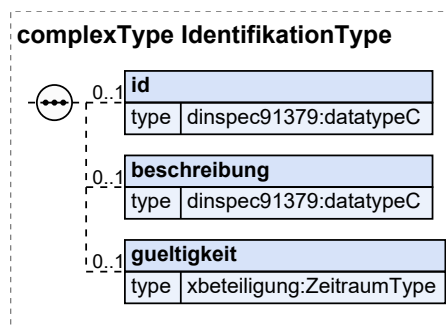 complexType IdentifikationType
0..1 id
type dinspec91379:datatypeC
0..1 beschreibung
type dinspec91379:datatypeC
0..1 gueltigkeit
type xbeteiligung:ZeitraumType